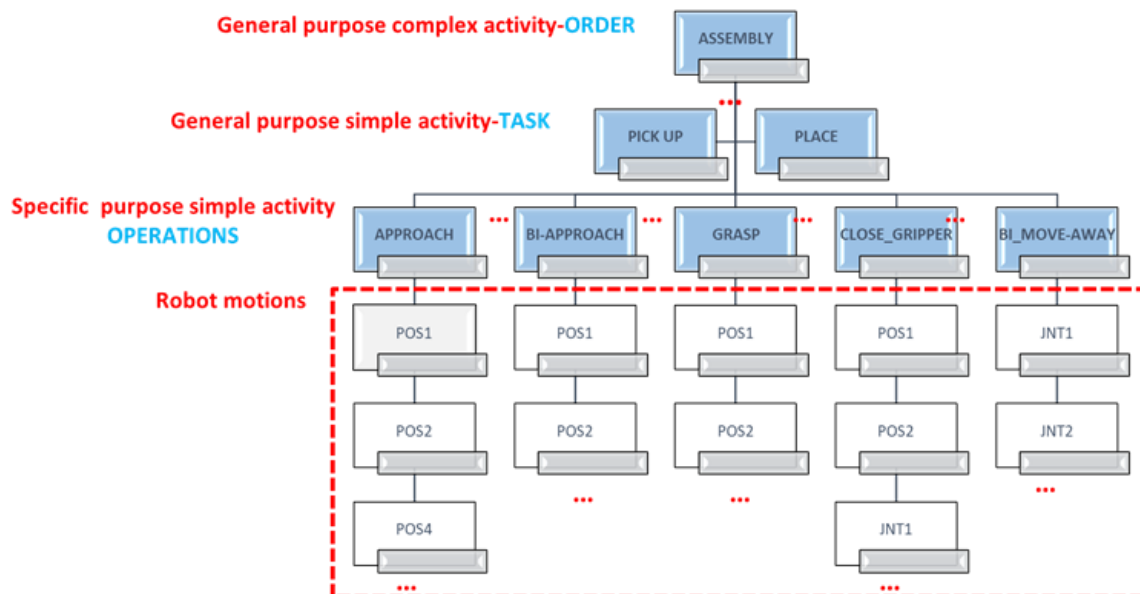 General purpose complex activity-ORDER
ASSEMBLY
...
General purpose simple activity-TASK
PICK UP
PLACE
Specific purpose simple activity
OPERATIONS
... ... ... ...
APPROACH
BI-APPROACH
GRASP
CLOSE_GRIPPER
BI_MOVE-AWAY
Robot motions
POS1
POS1
POS1
POS1
JNT1
POS2
POS2
POS2
POS2
JNT2
... ... ...
POS4
JNT1
... ...